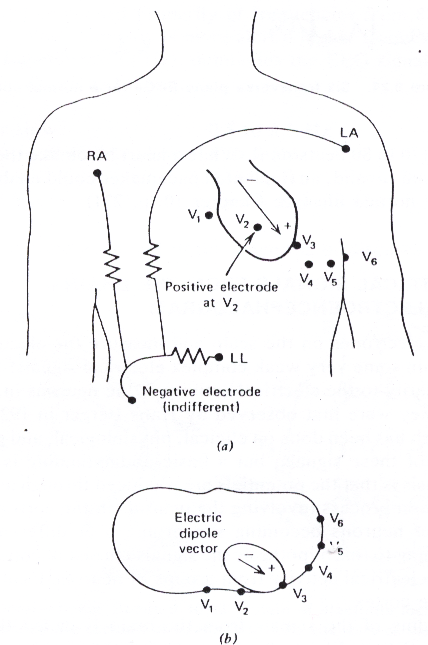 LA
RA
V1
V2
V3
V4
V5
V6
Positive electrode
at V2
LL
Negative electrode
(indifferent)
(a)
Electric
dipole
vector
V6
V5
V4
V3
V1
V2
(b)